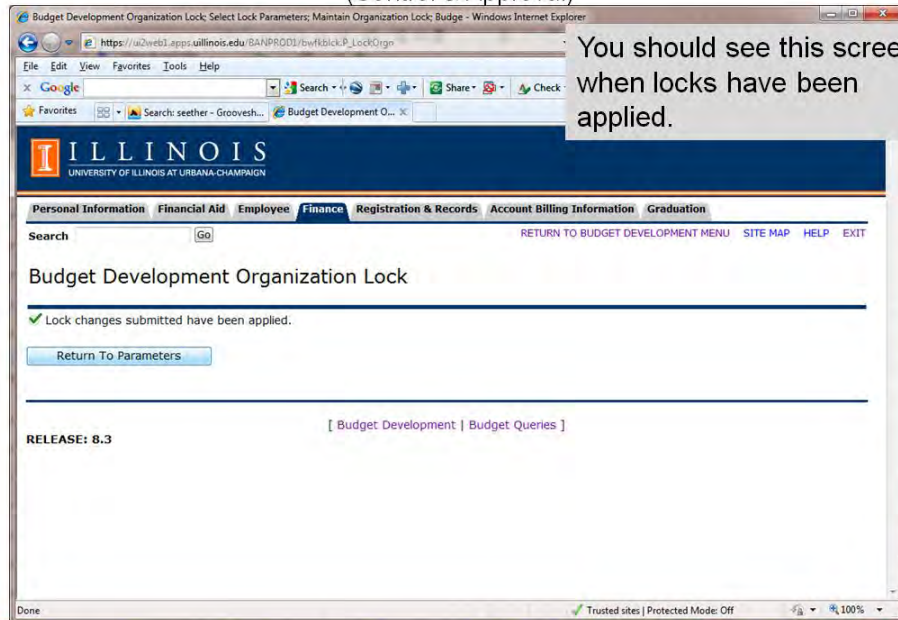 Budget Development Organization Lock; Select Lock Parameters; Maintain Organization Lock; Budge - Windows Internet Explorer
https://ui2web1.apps.uillinois.edu/BANPROD1/bwfkblck.P_LockOrgn
You should see this scree
when locks have been
applied.
File Edit View Favorites Tools Help
x Google Search Share Check
Favorites Search: seether - Groovesh... Budget Development O... x
I ILLINOIS
UNIVERSITY OF ILLINOIS AT URBANA-CHAMPAIGN
Personal Information Financial Aid Employee Finance Registration & Records Account Billing Information Graduation
Search Go RETURN TO BUDGET DEVELOPMENT MENU SITE MAP HELP EXIT
Budget Development Organization Lock
Lock changes submitted have been applied.
Return To Parameters
[ Budget Development | Budget Queries ]
RELEASE: 8.3
Done Trusted sites | Protected Mode: Off 100%